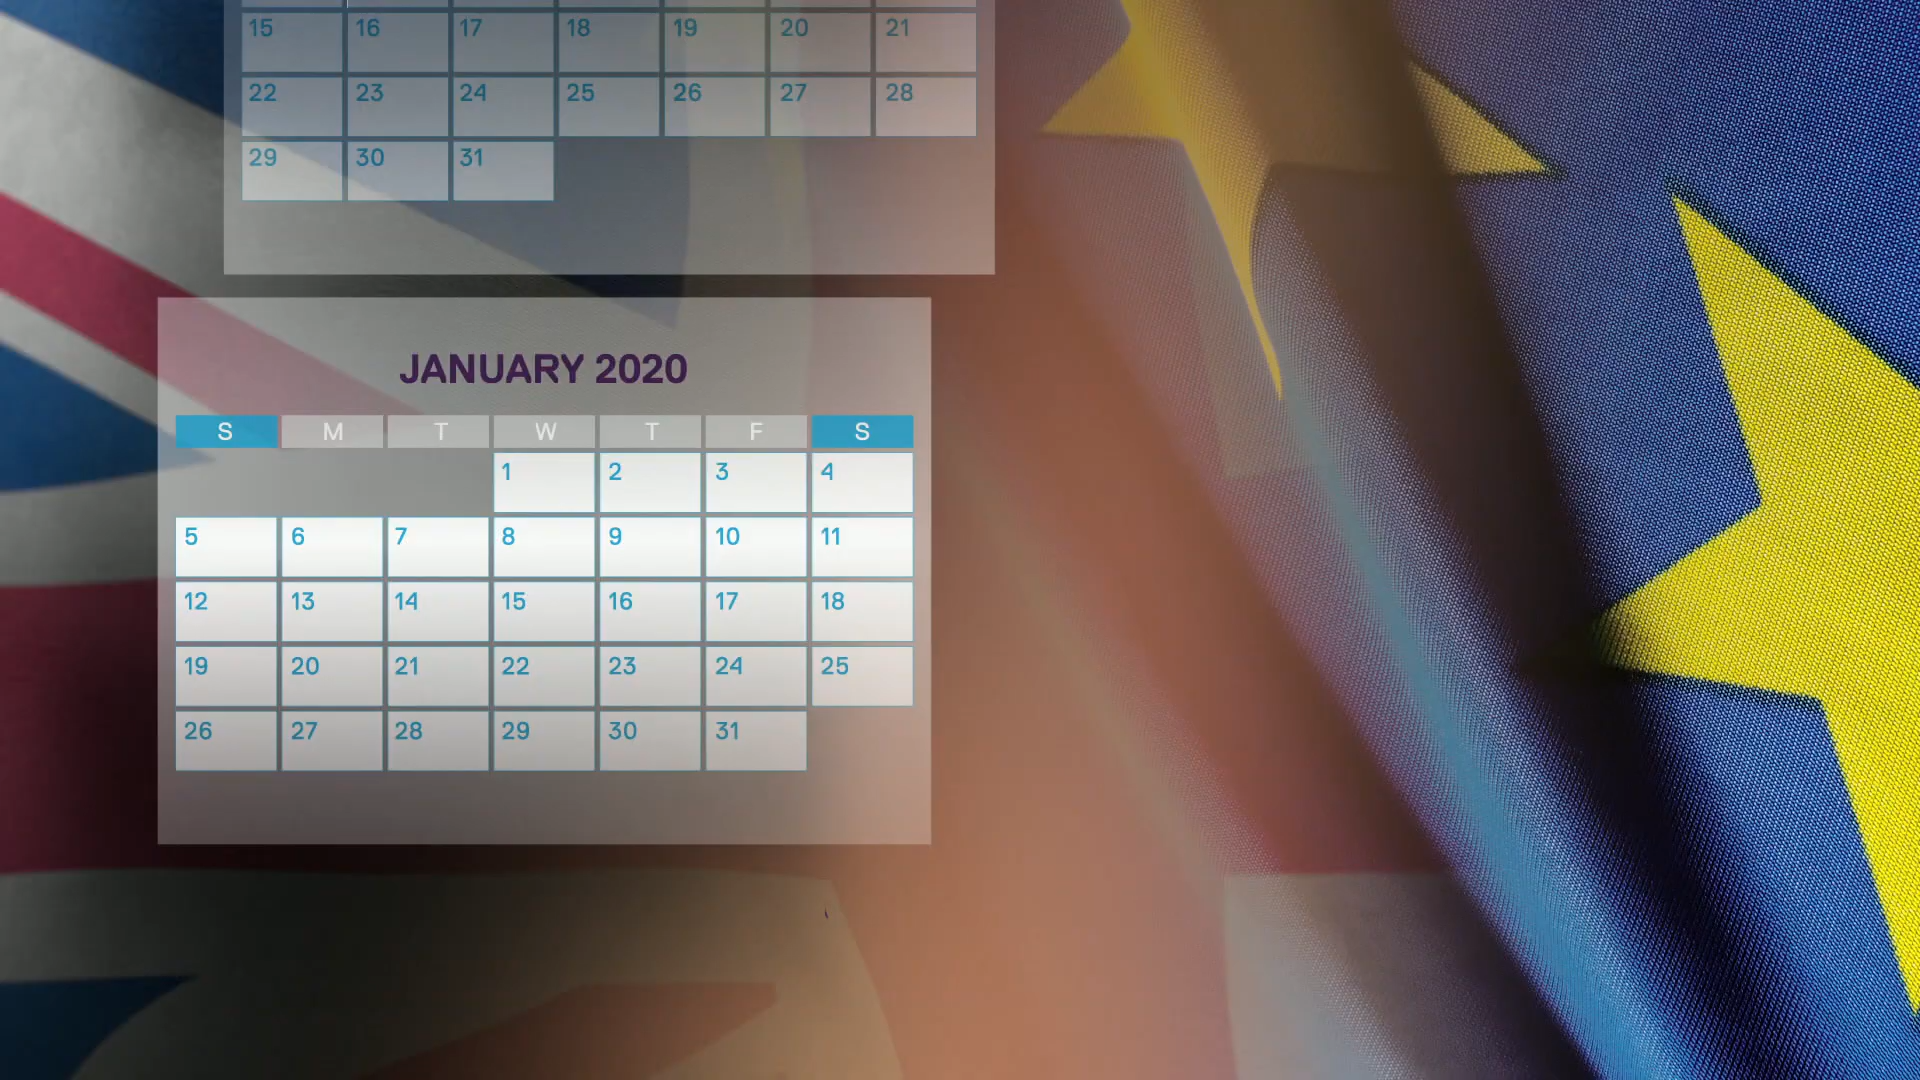 15 16 17 18 19 20 21
22 23 24 25 26 27 28
29 30 31
JANUARY 2020
S M T W T F S
1 2 3 4
5 6 7 8 9 10 11
12 13 14 15 16 17 18
19 20 21 22 23 24 25
26 27 28 29 30 31